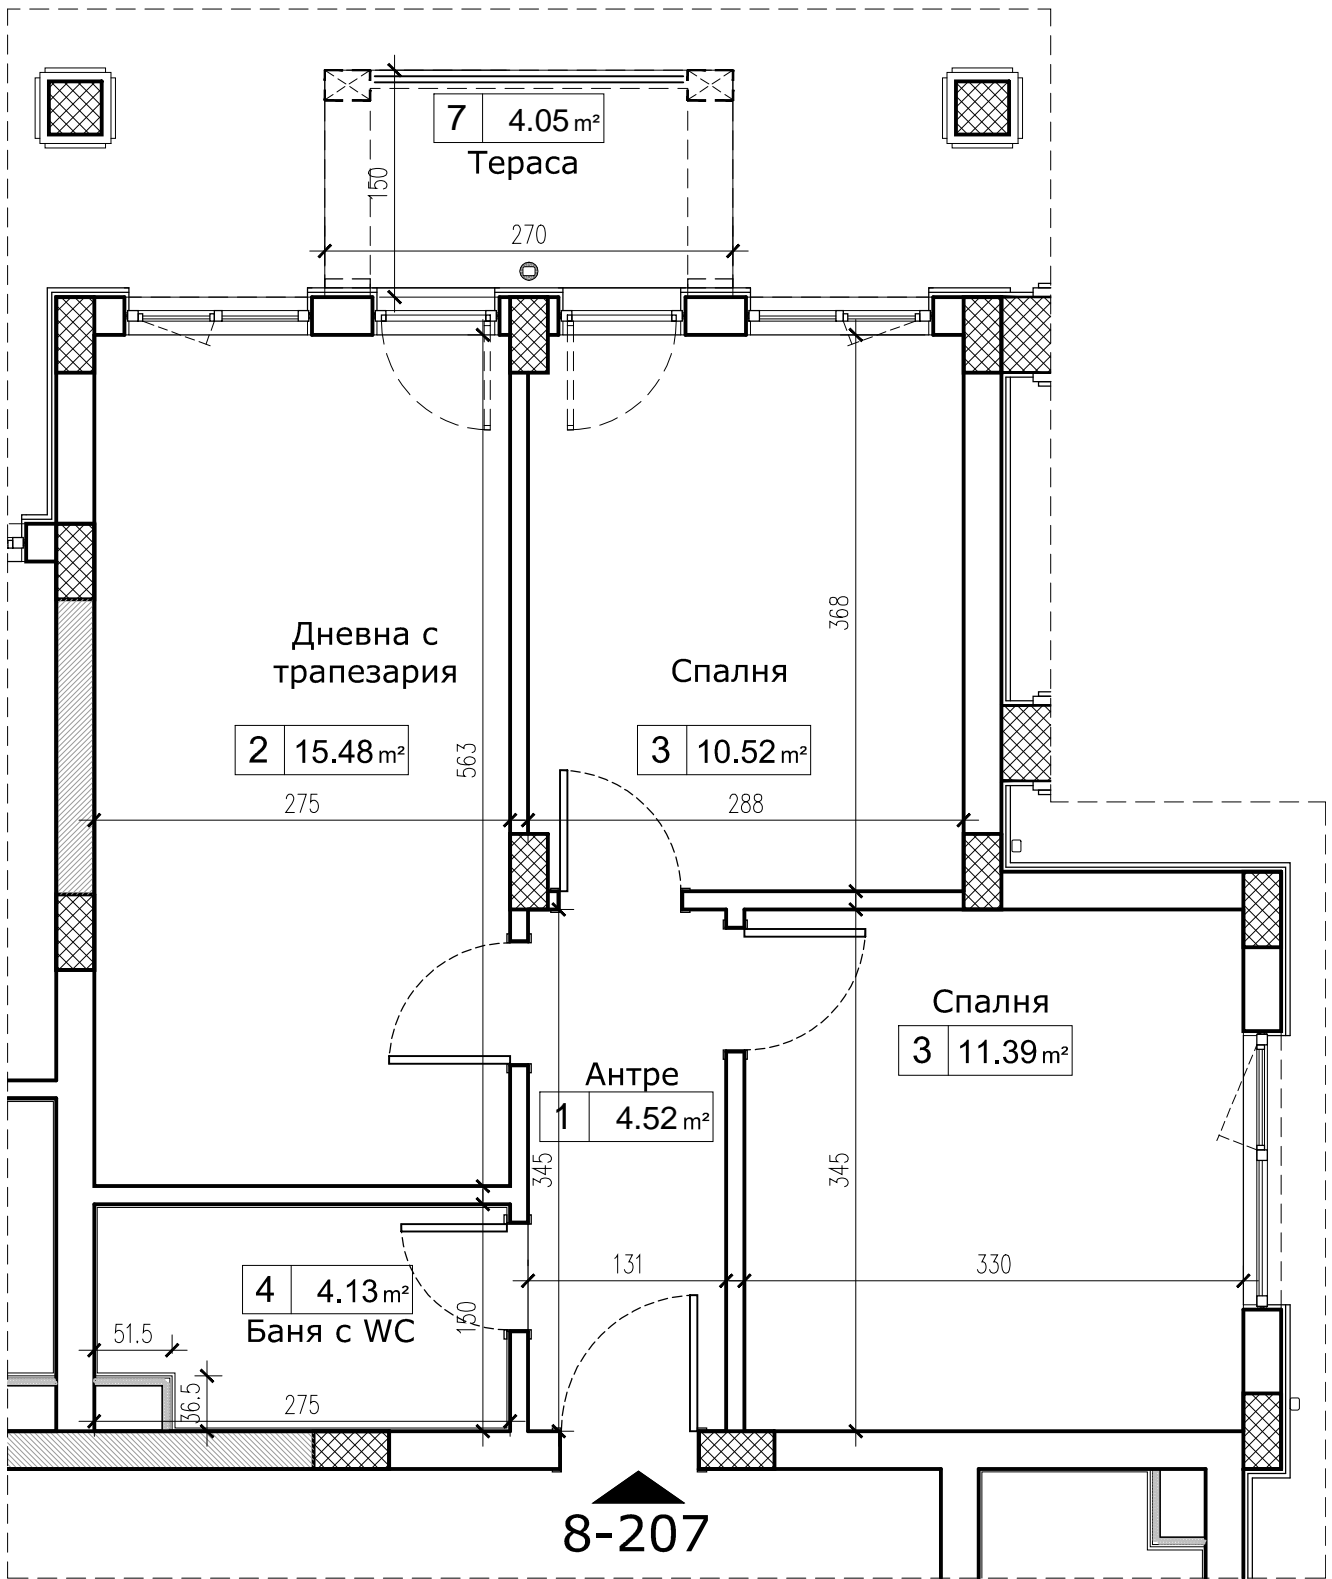 7 4.05 m²
Тераса
150
270
Дневна с
трапезария
2 15.48 m²
563
275
Спалня
3 10.52 m²
368
288
Спалня
3 11.39 m²
Антре
1 4.52 m²
345
345
131
330
4 4.13 m²
Баня с WC
150
51.5
36.5
275
8-207